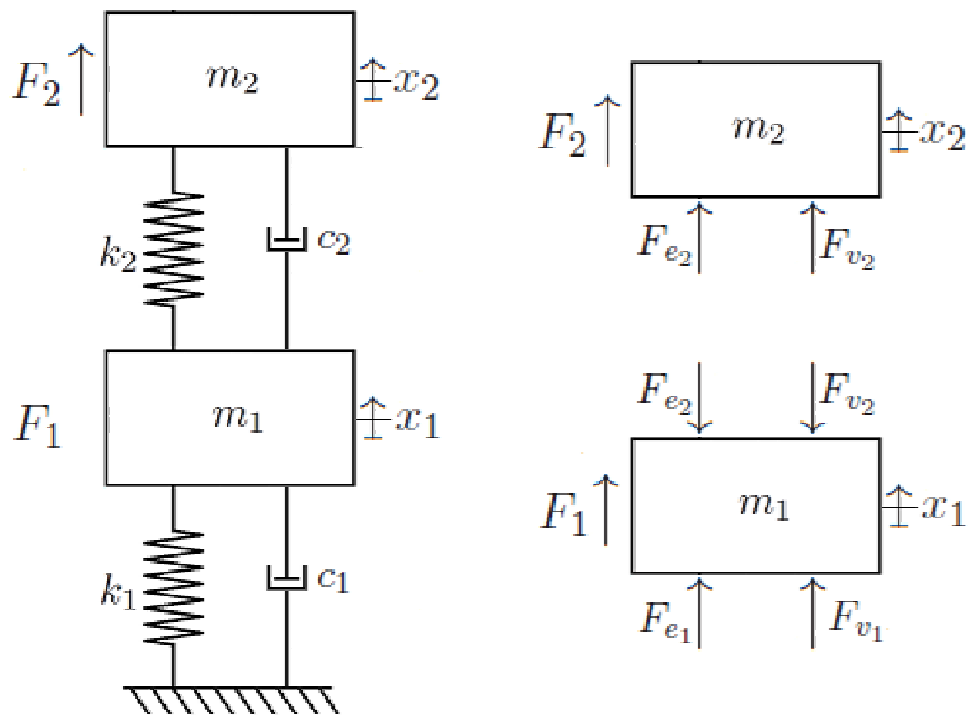 F₂
m₂
x₂
k₂
c₂
F₁
m₁
x₁
k₁
c₁
F₂
m₂
x₂
Fₑ₂
Fᵥ₂
Fₑ₂
Fᵥ₂
F₁
m₁
x₁
Fₑ₁
Fᵥ₁